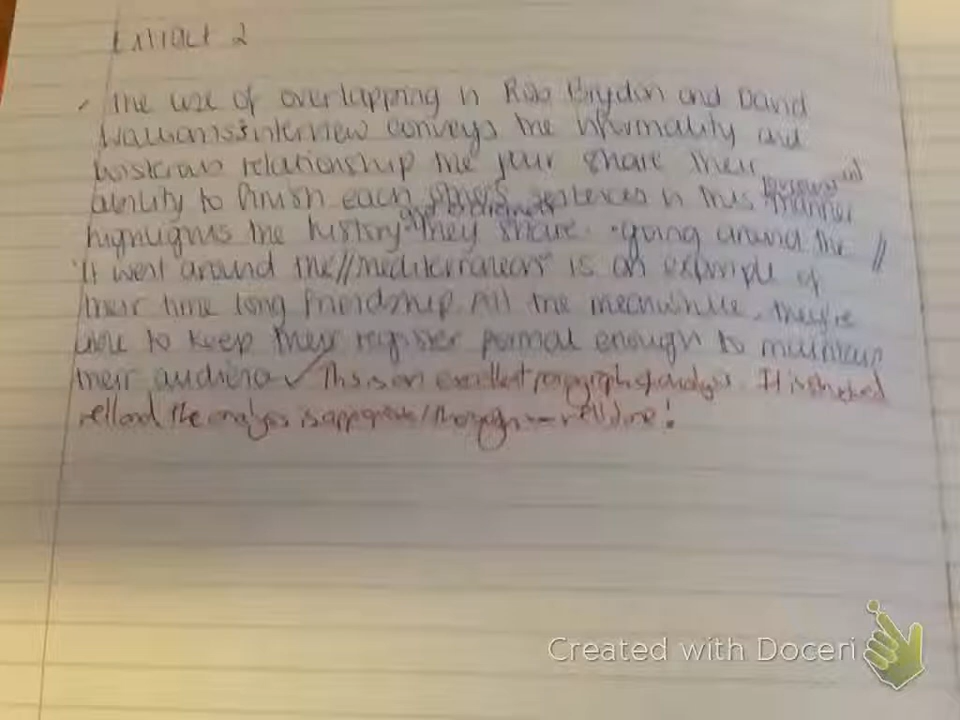 Extract 2
The use of overlapping in Rob Brydon and David
Walliams's interview conveys the informality and
relationship the pair share their
ability to finish each sentences in this manner
highlights the history they share. "going around the //
"it went around the//mediterranean" is an example of
their time long friendship. All the meanwhile, they're
able to keep their register formal enough to maintain
their audience ✓ This is an excellent paragraph of analysis. It is
the analysis is appropriate/thorough — well done!
Created with Doceri